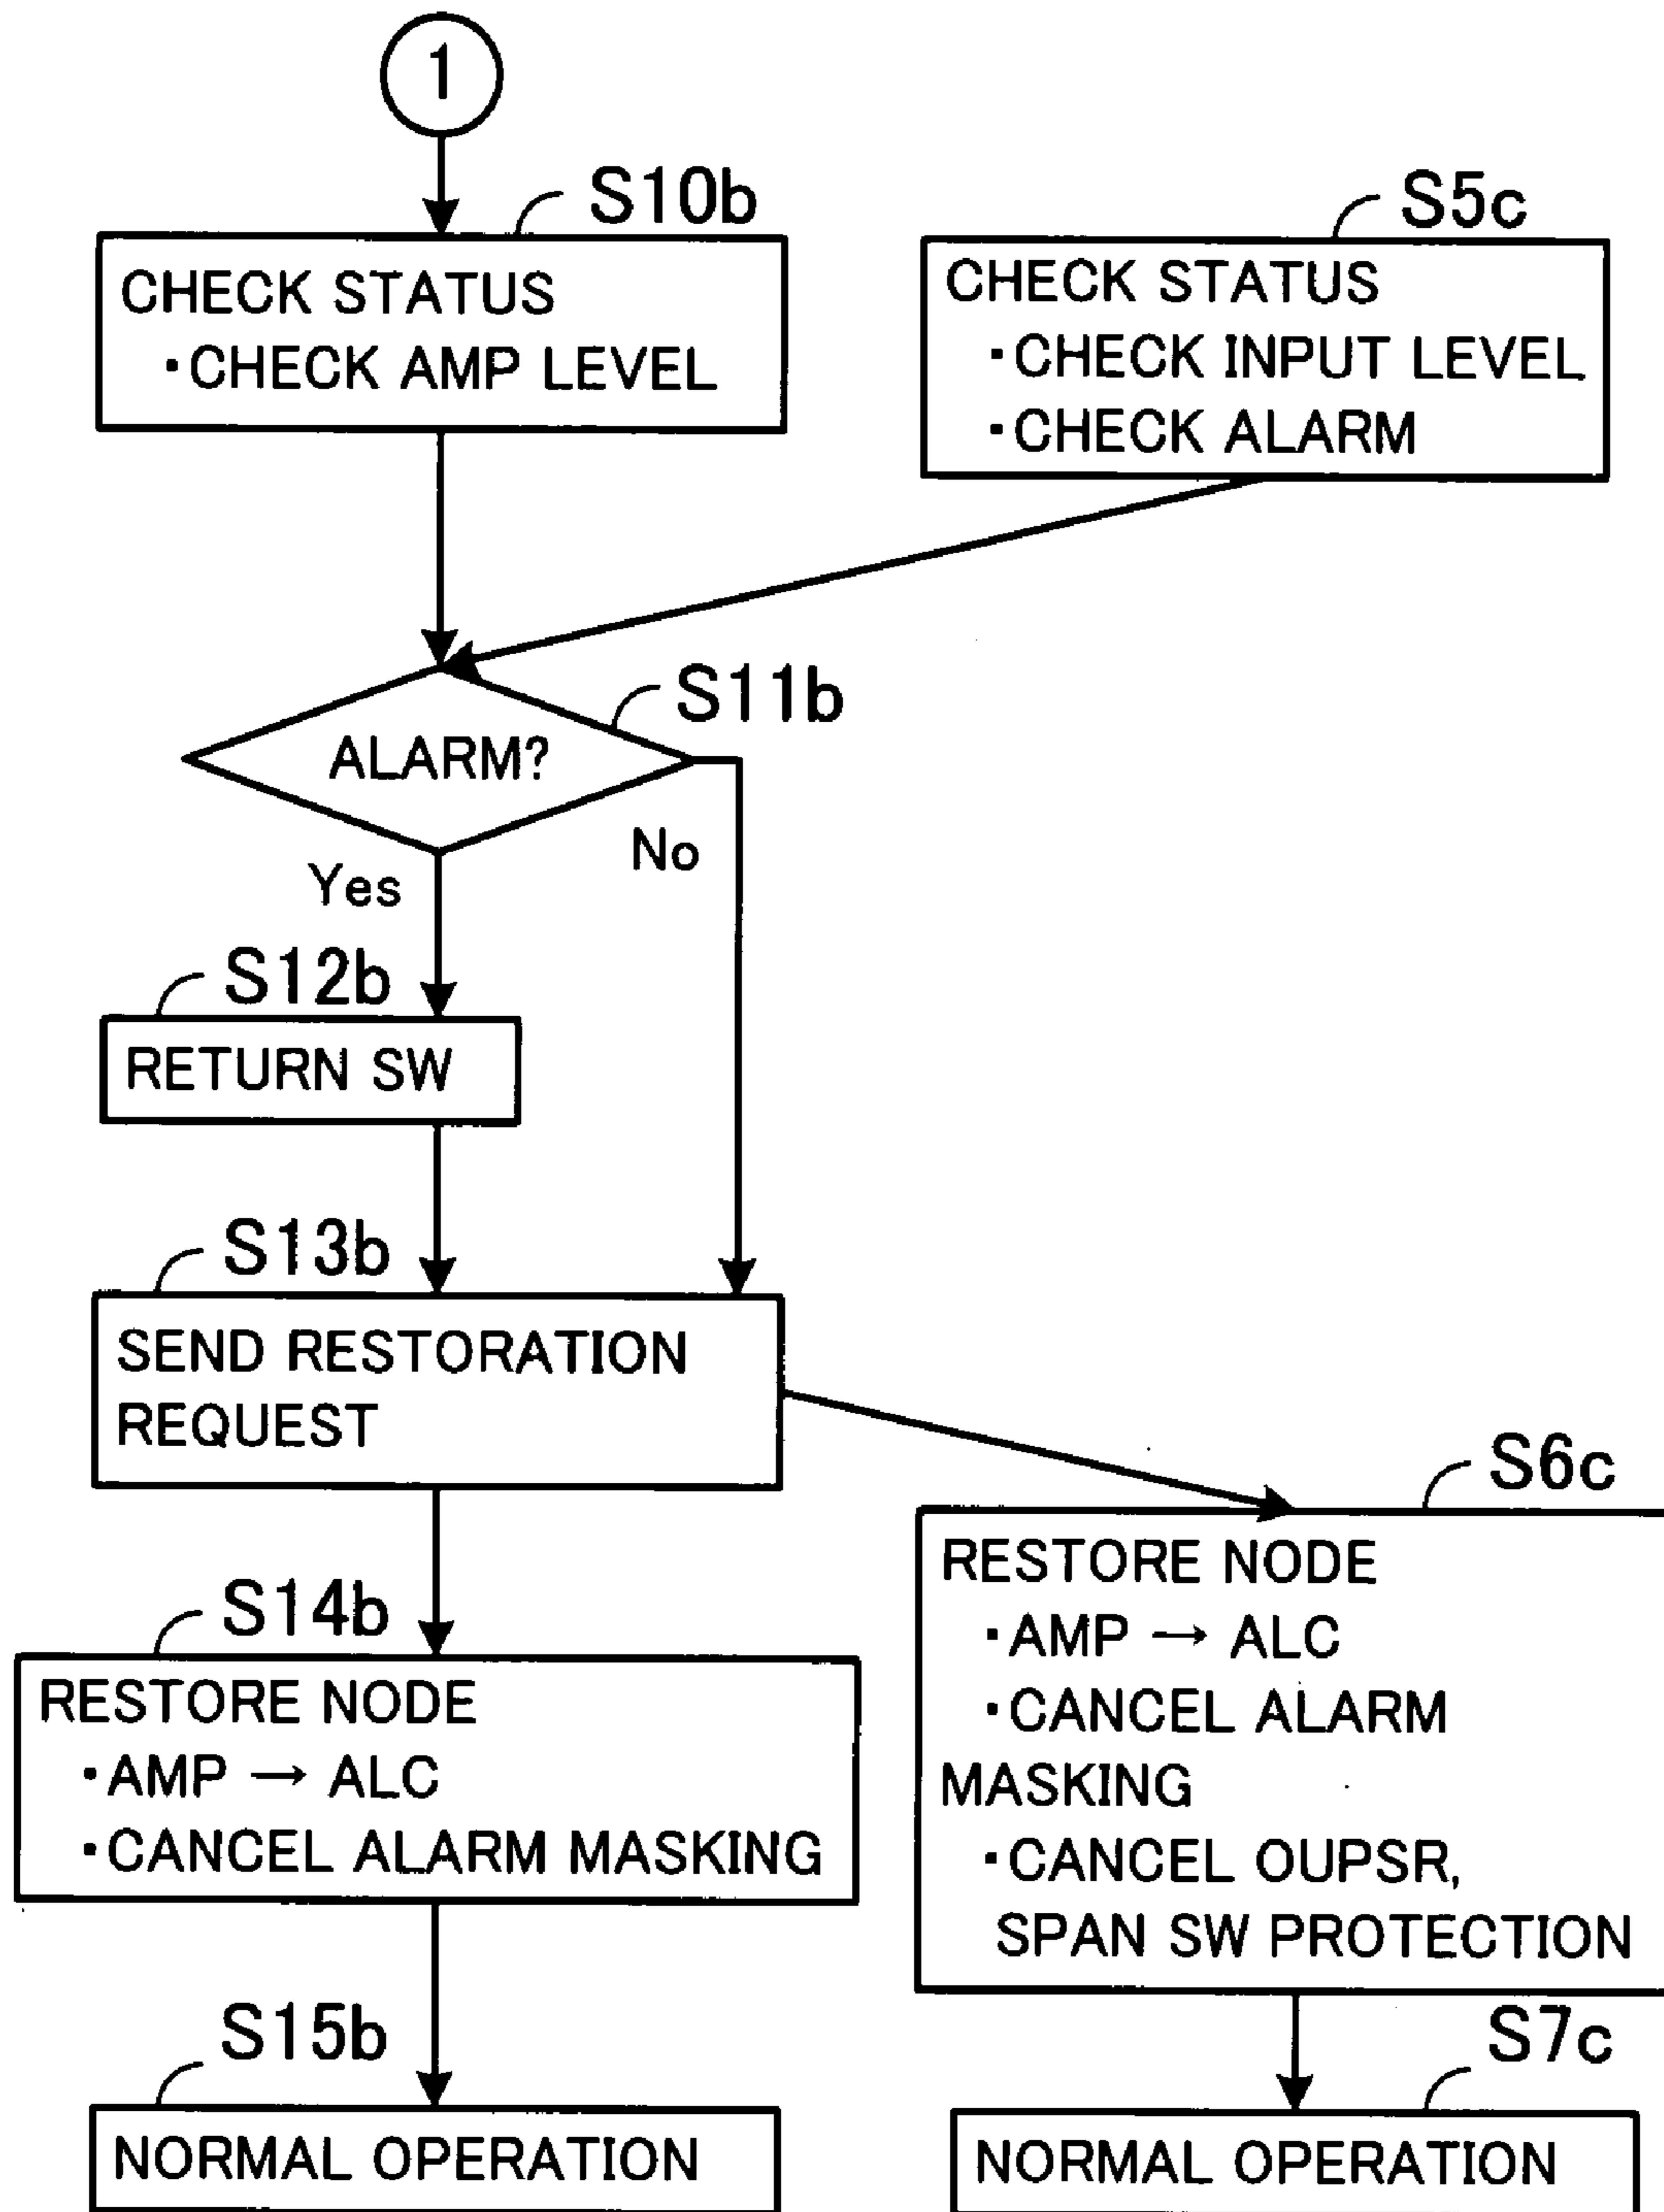 1
S10b
CHECK STATUS
・CHECK AMP LEVEL
S5c
CHECK STATUS
・CHECK INPUT LEVEL
・CHECK ALARM
S11b
ALARM?
No
Yes
S12b
RETURN SW
S13b
SEND RESTORATION
REQUEST
S6c
RESTORE NODE
・AMP → ALC
・CANCEL ALARM
MASKING
・CANCEL OUPSR,
SPAN SW PROTECTION
S14b
RESTORE NODE
・AMP → ALC
・CANCEL ALARM MASKING
S15b
NORMAL OPERATION
S7c
NORMAL OPERATION